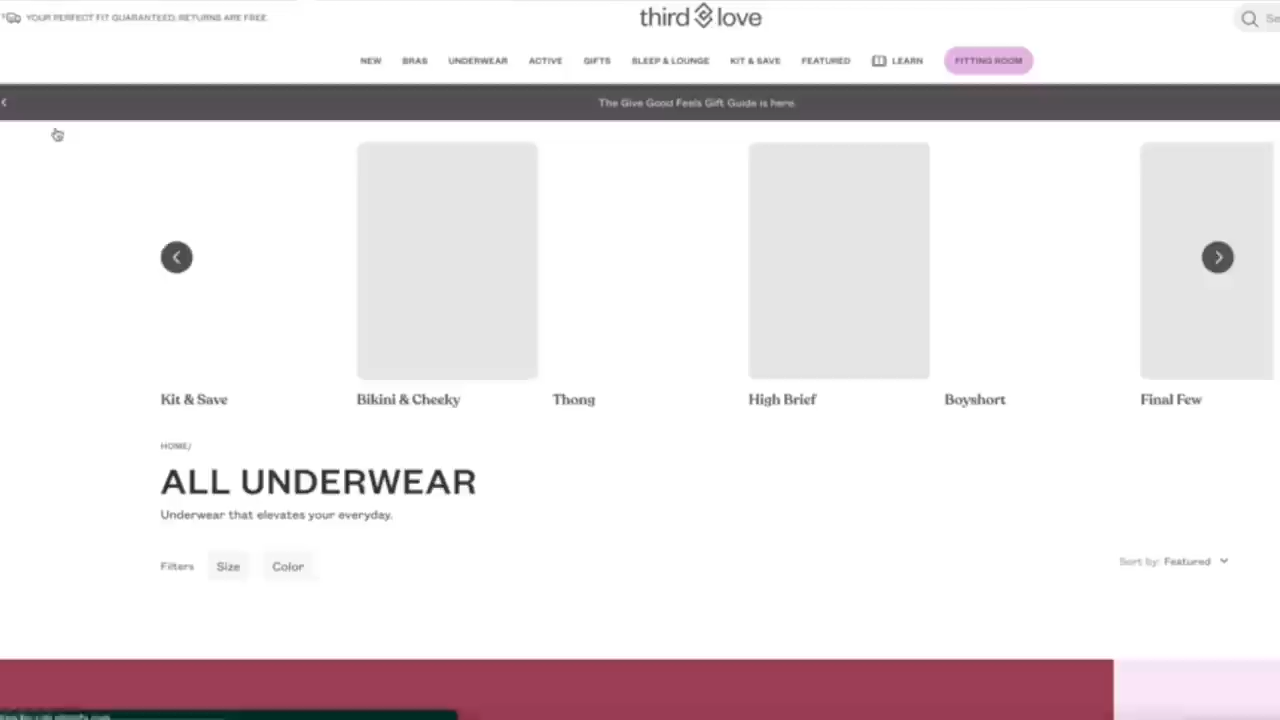 YOUR PERFECT FIT GUARANTEED. RETURNS ARE FREE.
third love
NEW BRAS UNDERWEAR ACTIVE GIFTS SLEEP & LOUNGE KIT & SAVE FEATURED LEARN FITTING ROOM
The Give Good Feels Gift Guide is here.
Kit & Save Bikini & Cheeky Thong High Brief Boyshort Final Few
HOME/
ALL UNDERWEAR
Underwear that elevates your everyday.
Filters Size Color Sort by: Featured